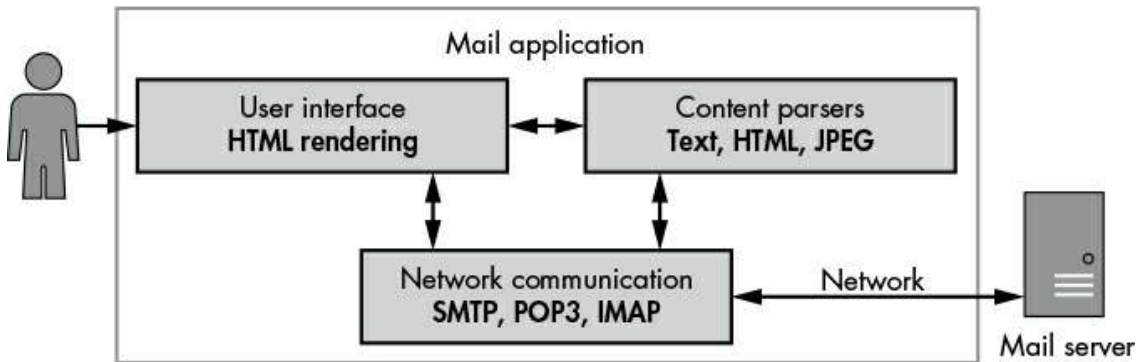 Mail application
User interface
HTML rendering
Content parsers
Text, HTML, JPEG
Network communication
SMTP, POP3, IMAP
Network
Mail server